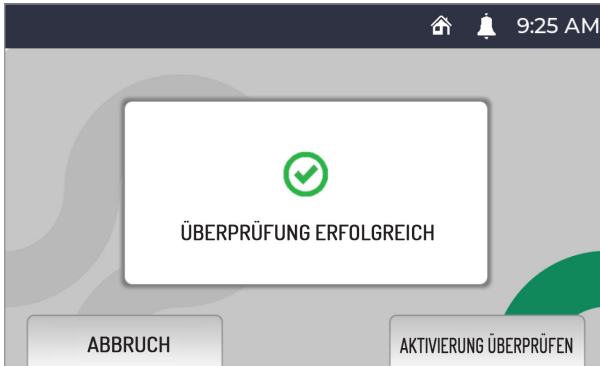 9:25 AM
ÜBERPRÜFUNG ERFOLGREICH
ABBRUCH
AKTIVIERUNG ÜBERPRÜFEN